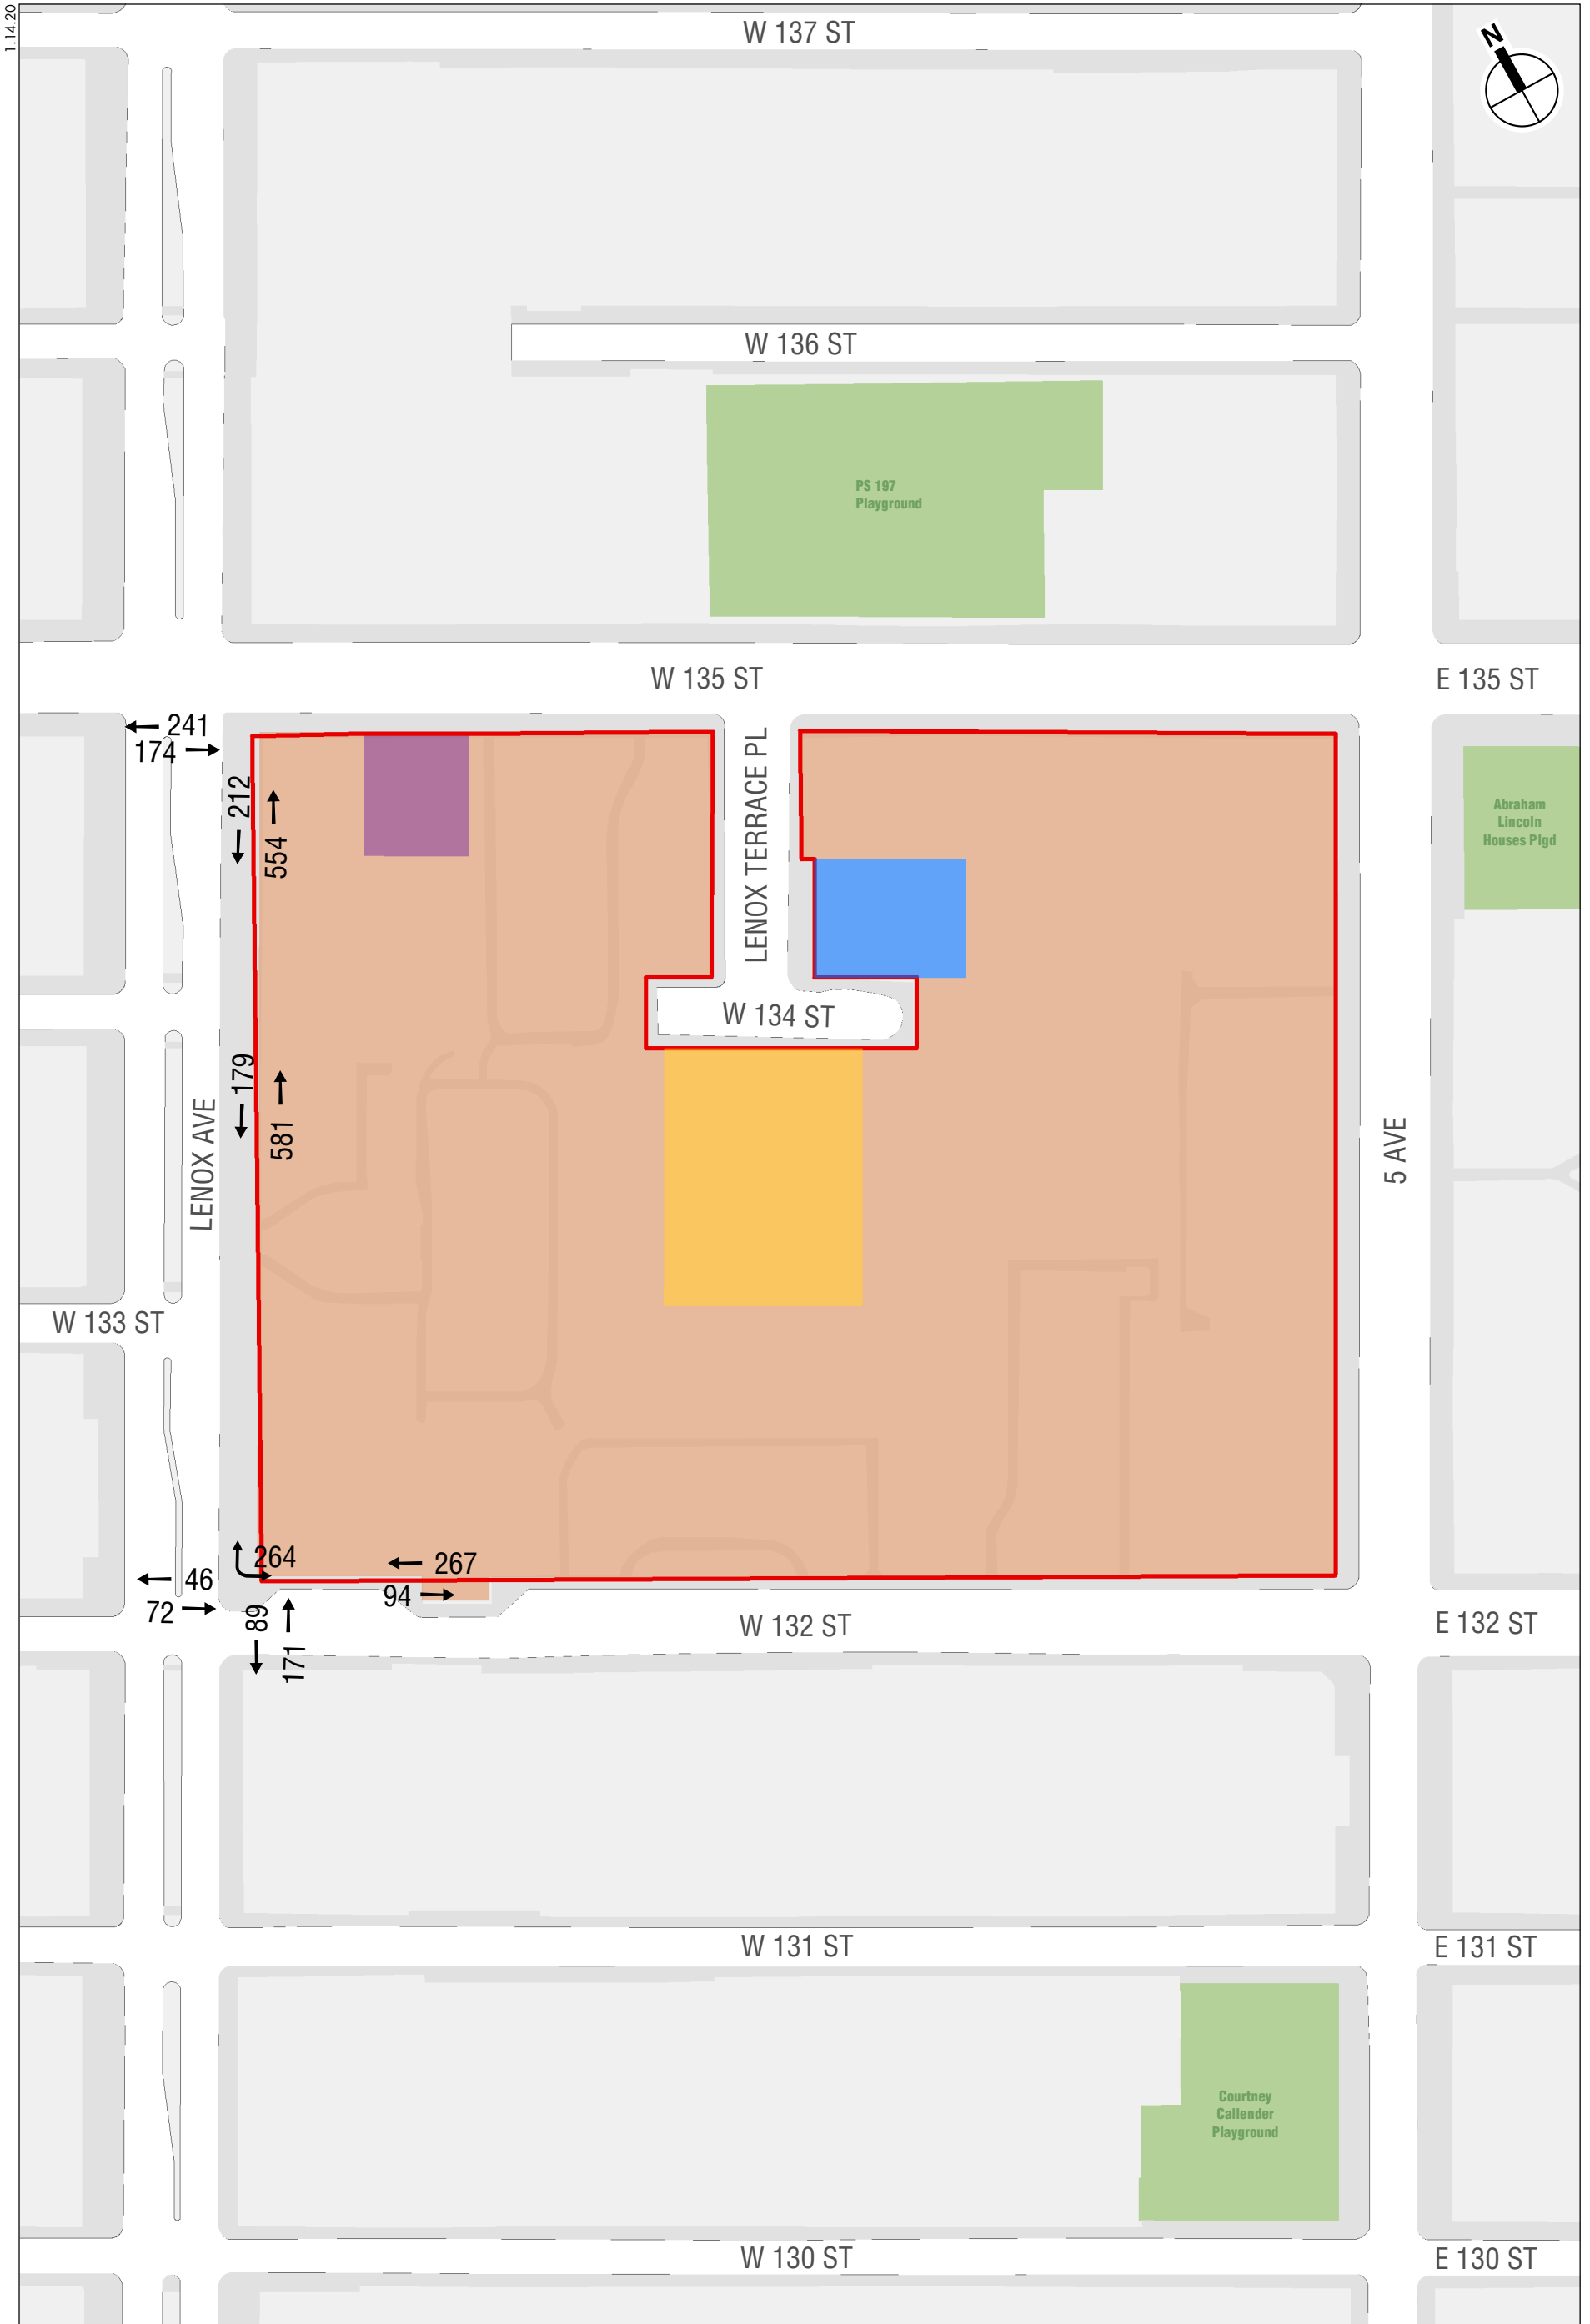 1.14.20
W 137 ST
N
W 136 ST
PS 197
Playground
W 135 ST
E 135 ST
241
174
212
554
LENOX TERRACE PL
Abraham
Lincoln
Houses Plgd
W 134 ST
179
581
LENOX AVE
5 AVE
W 133 ST
264
267
46
94
72
89
171
W 132 ST
E 132 ST
W 131 ST
E 131 ST
Courtney
Callender
Playground
W 130 ST
E 130 ST